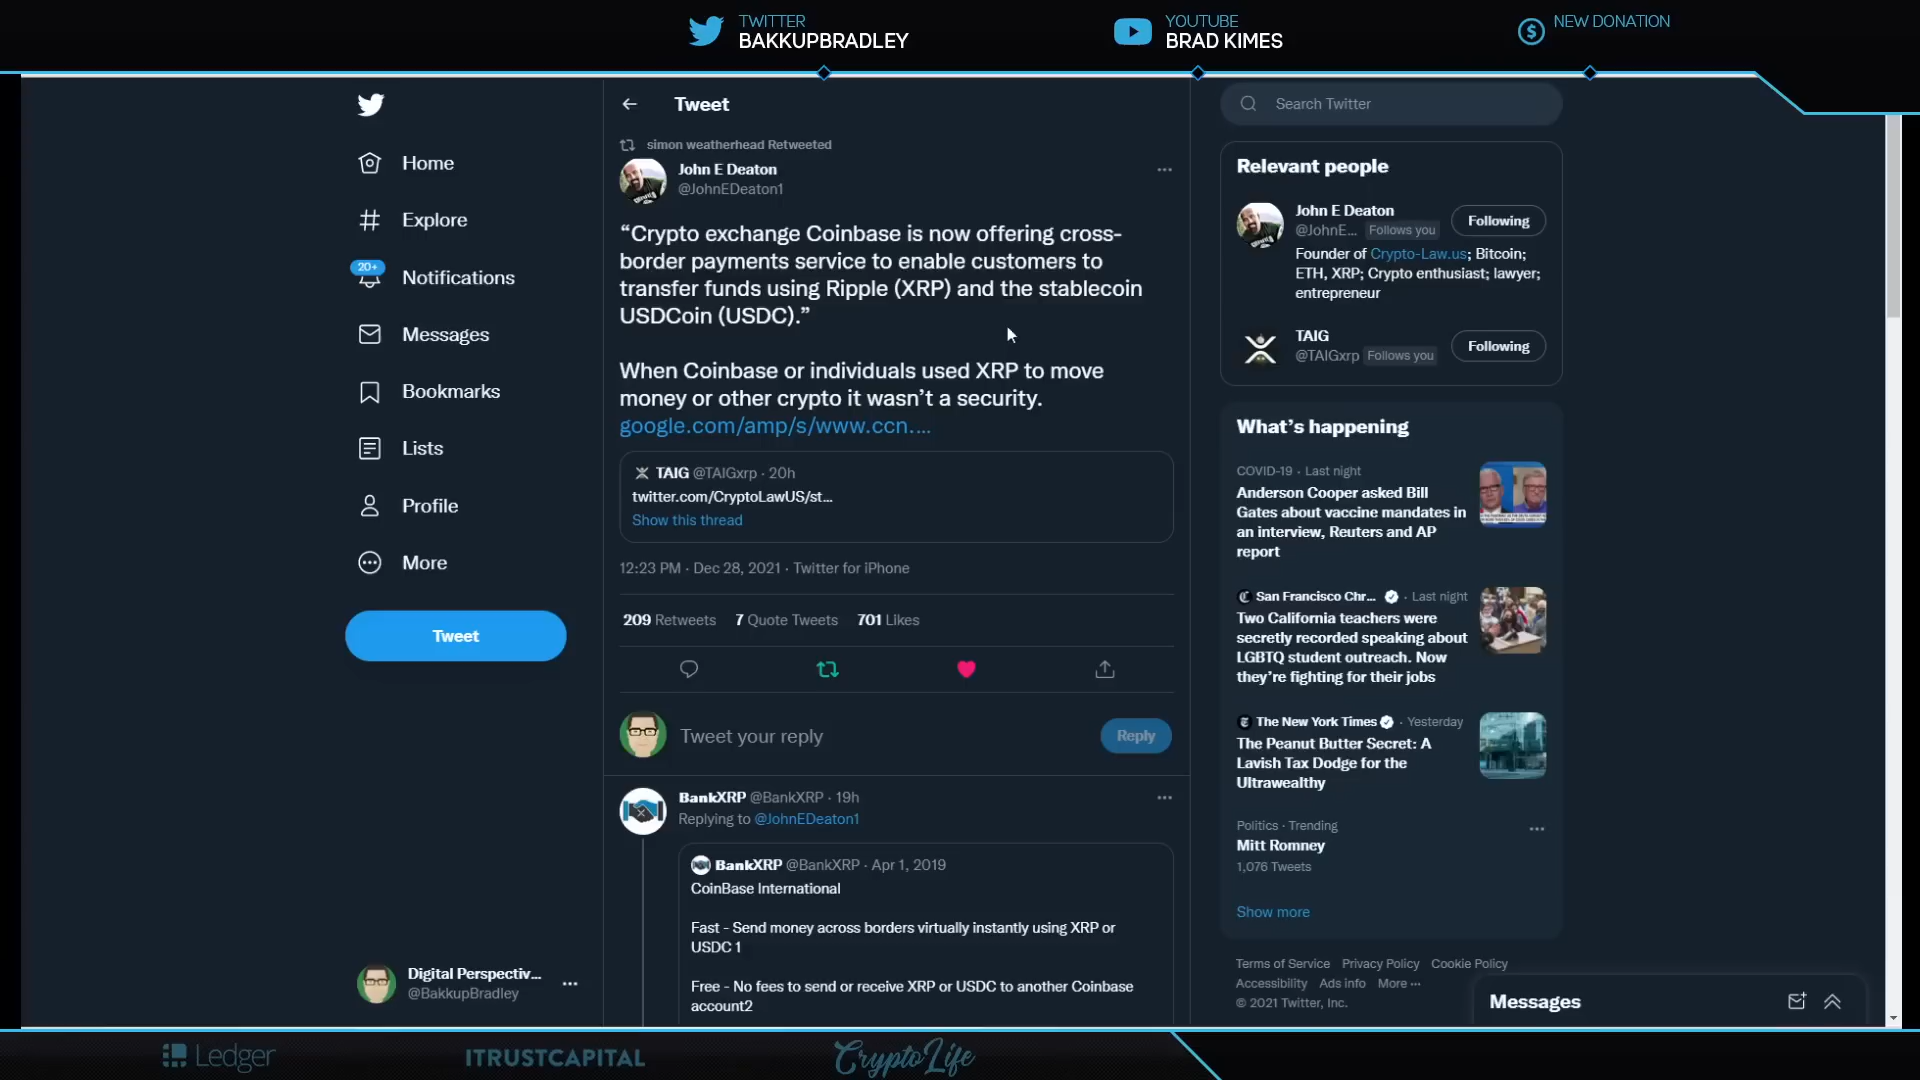 TWITTER
BAKKUPBRADLEY
YOUTUBE
BRAD KIMES
NEW DONATION
Home
Explore
20+
Notifications
Messages
Bookmarks
Lists
Profile
More
Tweet
Digital Perspectiv...
@BakkupBradley
Tweet
simon weatherhead Retweeted
John E Deaton
@JohnEDeaton1
“Crypto exchange Coinbase is now offering cross-
border payments service to enable customers to
transfer funds using Ripple (XRP) and the stablecoin
USDCoin (USDC).”
When Coinbase or individuals used XRP to move
money or other crypto it wasn’t a security.
google.com/amp/s/www.ccn.…
TAIG @TAIGxrp · 20h
twitter.com/CryptoLawUS/st…
Show this thread
12:23 PM · Dec 28, 2021 · Twitter for iPhone
209 Retweets 7 Quote Tweets 701 Likes
Tweet your reply
Reply
BankXRP @BankXRP · 19h
Replying to @JohnEDeaton1
BankXRP @BankXRP · Apr 1, 2019
CoinBase International
Fast - Send money across borders virtually instantly using XRP or
USDC 1
Free - No fees to send or receive XRP or USDC to another Coinbase
account2
Search Twitter
Relevant people
John E Deaton
@JohnE... Follows you
Following
Founder of Crypto-Law.us; Bitcoin;
ETH, XRP; Crypto enthusiast; lawyer;
entrepreneur
TAIG
@TAIGxrp Follows you
Following
What’s happening
COVID-19 · Last night
Anderson Cooper asked Bill
Gates about vaccine mandates in
an interview, Reuters and AP
report
San Francisco Chr... · Last night
Two California teachers were
secretly recorded speaking about
LGBTQ student outreach. Now
they’re fighting for their jobs
The New York Times · Yesterday
The Peanut Butter Secret: A
Lavish Tax Dodge for the
Ultrawealthy
Politics · Trending
Mitt Romney
1,076 Tweets
Show more
Terms of Service Privacy Policy Cookie Policy
Accessibility Ads info More ···
© 2021 Twitter, Inc.
Messages
Ledger
ITRUSTCAPITAL
CryptoLife